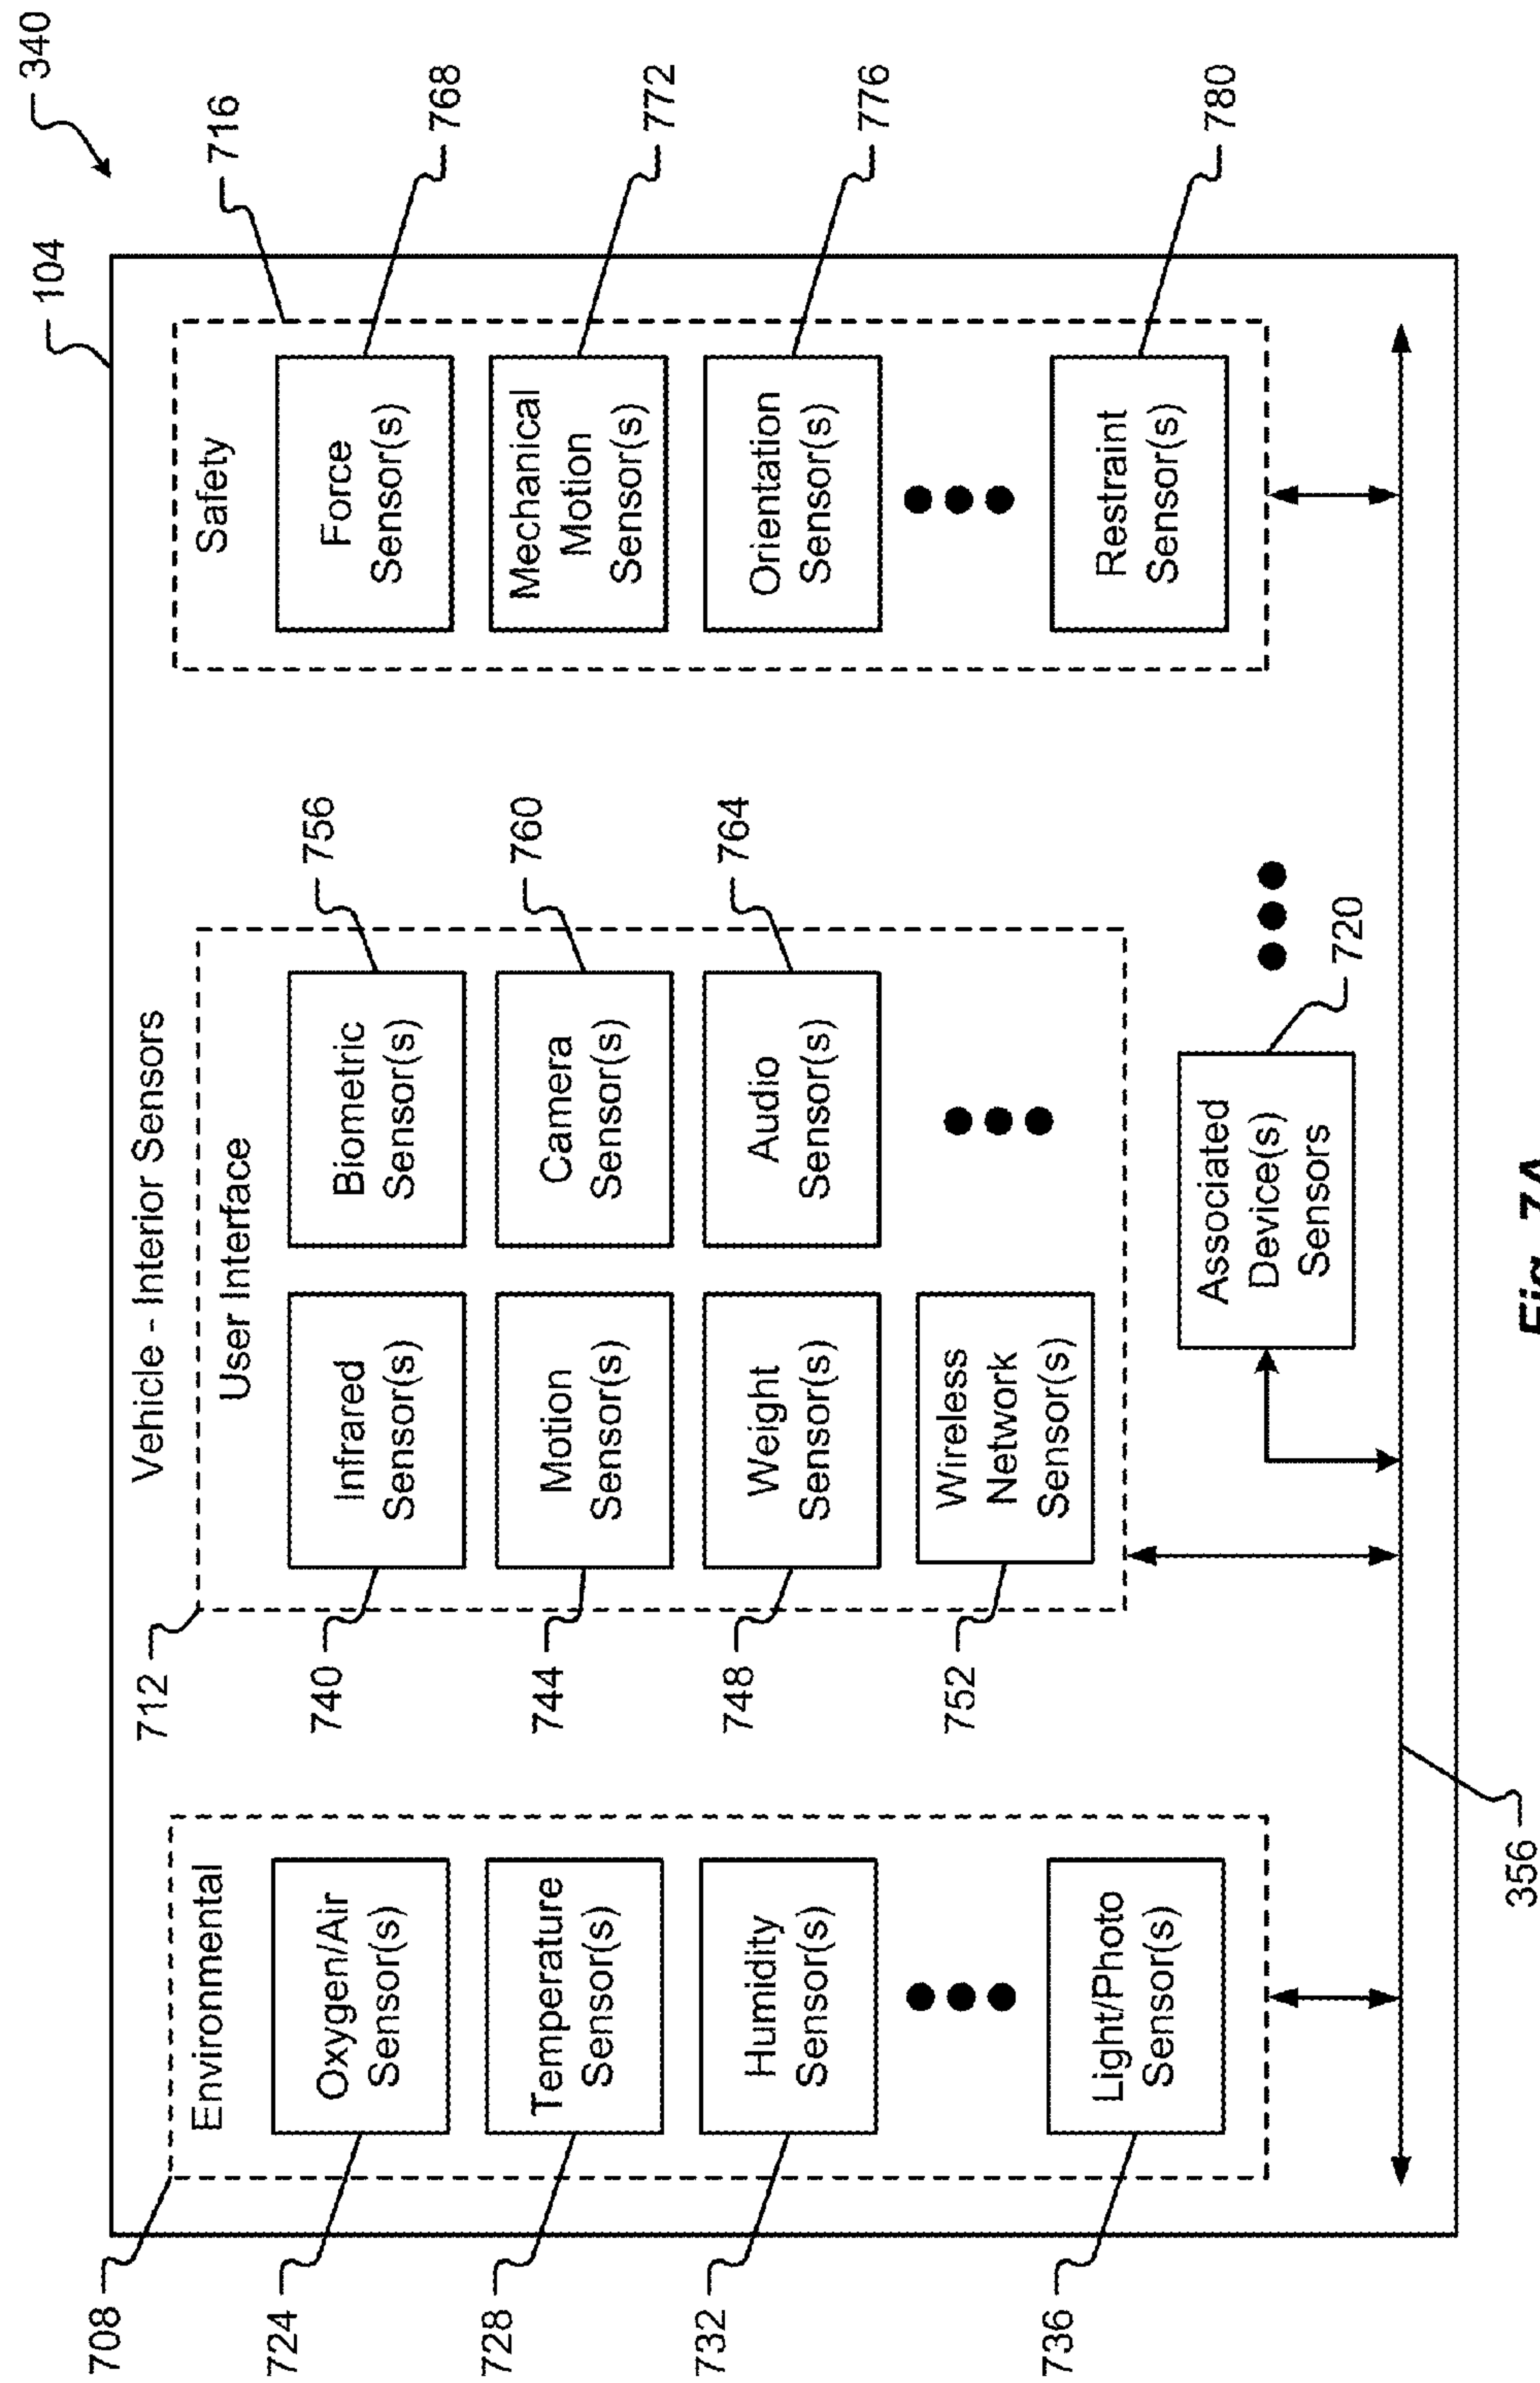 340
104
716
Vehicle - Interior Sensors
708
Environmental
724
Oxygen/Air
Sensor(s)
728
Temperature
Sensor(s)
732
Humidity
Sensor(s)
736
Light/Photo
Sensor(s)
712
User Interface
740
Infrared
Sensor(s)
756
Biometric
Sensor(s)
744
Motion
Sensor(s)
760
Camera
Sensor(s)
748
Weight
Sensor(s)
764
Audio
Sensor(s)
752
Wireless
Network
Sensor(s)
Safety
768
Force
Sensor(s)
772
Mechanical
Motion
Sensor(s)
776
Orientation
Sensor(s)
780
Restraint
Sensor(s)
720
Associated
Device(s)
Sensors
356
Fig. 7A